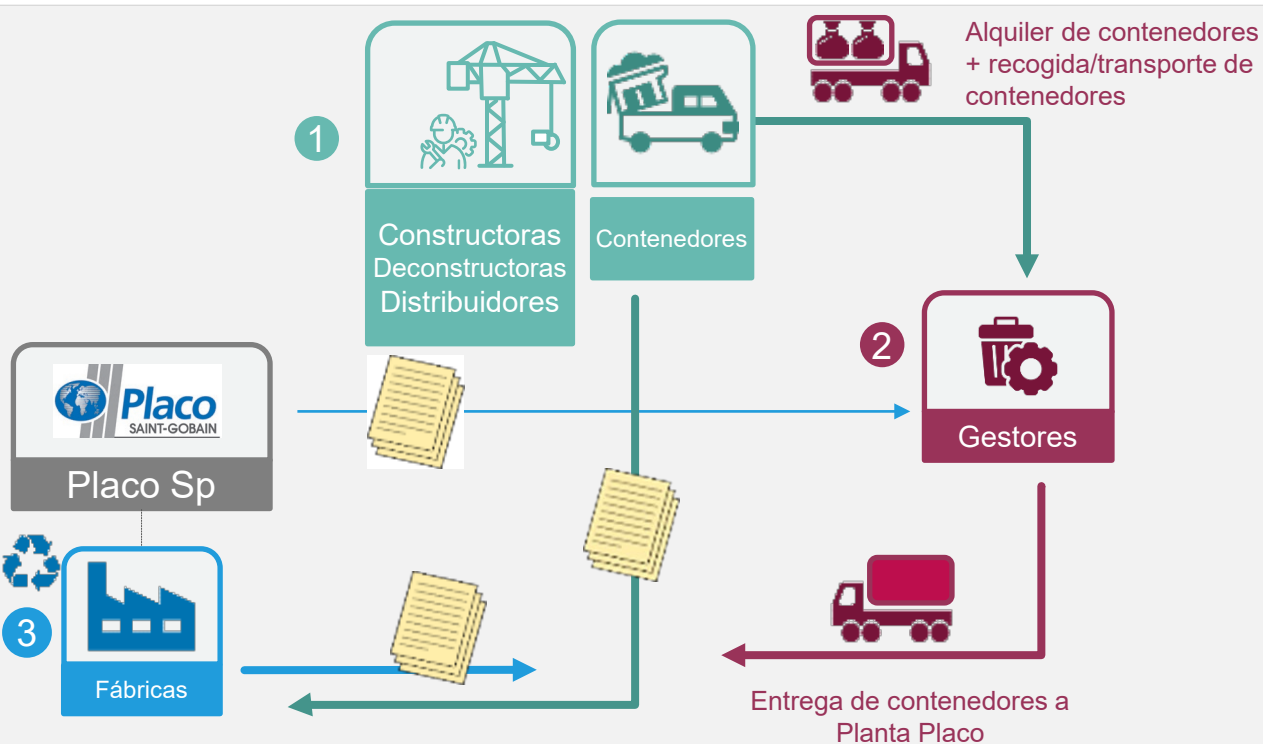 Alquiler de contenedores
+ recogida/transporte de
contenedores
1
Constructoras
Deconstructoras
Distribuidores
Contenedores
2
Gestores
Placo
SAINT-GOBAIN
Placo Sp
3
Fábricas
Entrega de contenedores a
Planta Placo